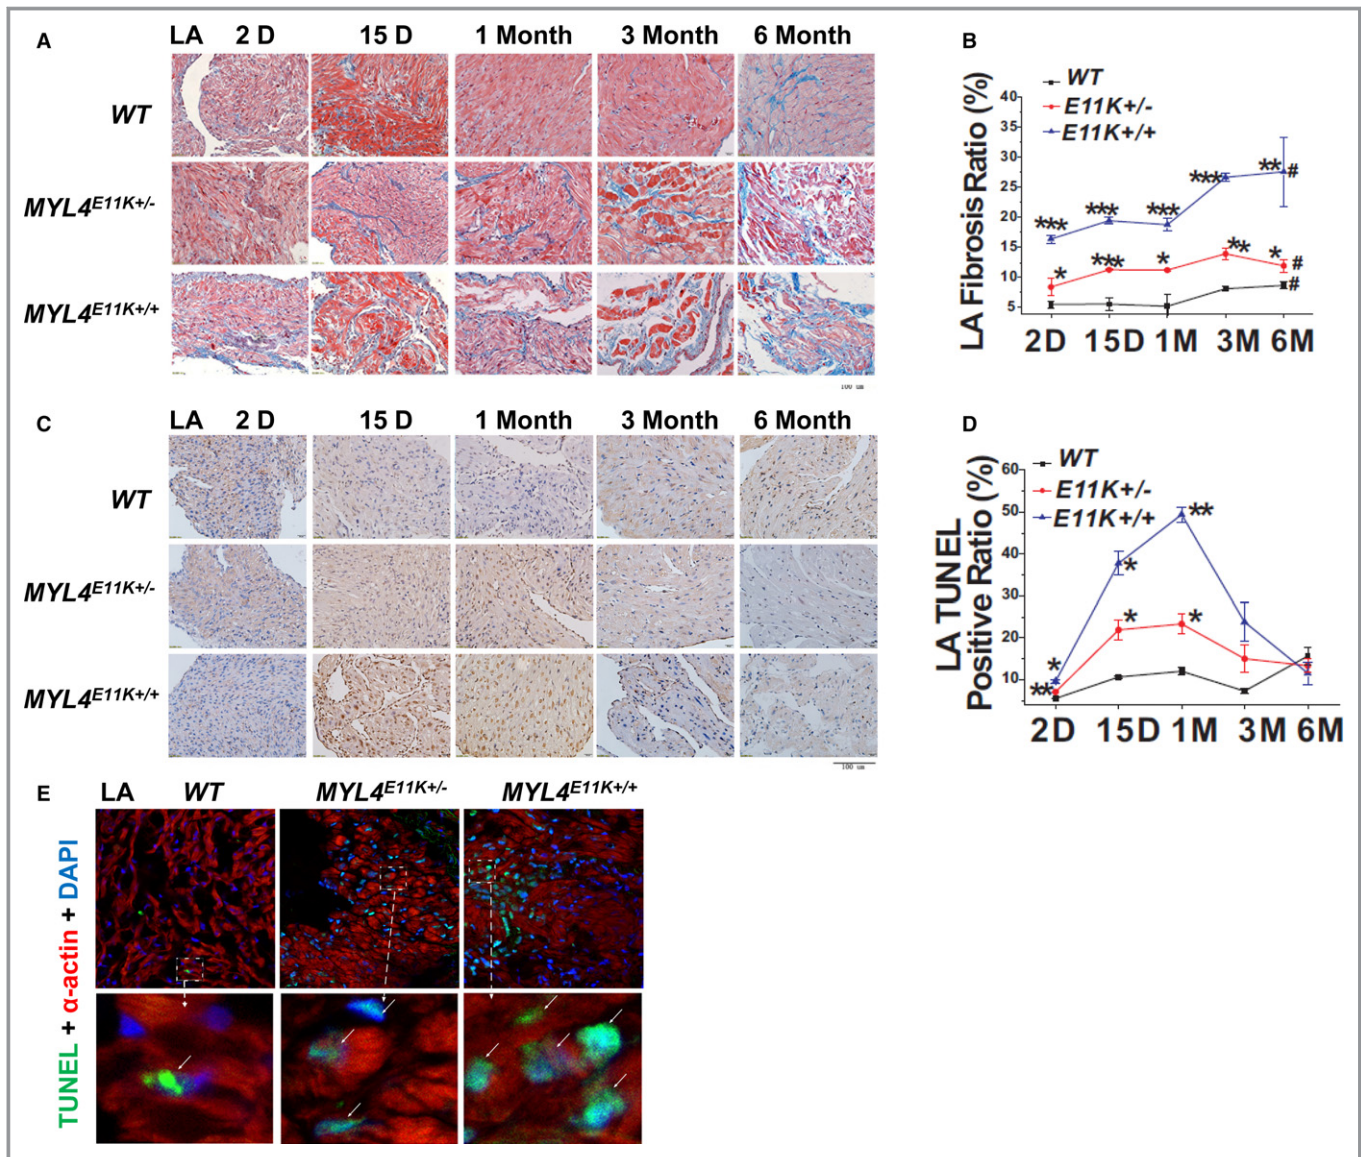 A
LA 2 D 15 D 1 Month 3 Month 6 Month
WT
MYL4E11K+/-
MYL4E11K+/+
100 um
B
WT
E11K+/-
E11K+/+
LA Fibrosis Ratio (%)
40
35
30
25
20
15
10
5
***
***
***
***
**
#
*
***
*
**
*
#
#
2D 15D 1M 3M 6M
C
LA 2 D 15 D 1 Month 3 Month 6 Month
WT
MYL4E11K+/-
MYL4E11K+/+
100 um
D
WT
E11K+/-
E11K+/+
LA TUNEL
Positive Ratio (%)
60
50
40
30
20
10
**
*
*
*
*
**
2D 15D 1M 3M 6M
E
LA WT MYL4E11K+/- MYL4E11K+/+
TUNEL + α-actin + DAPI